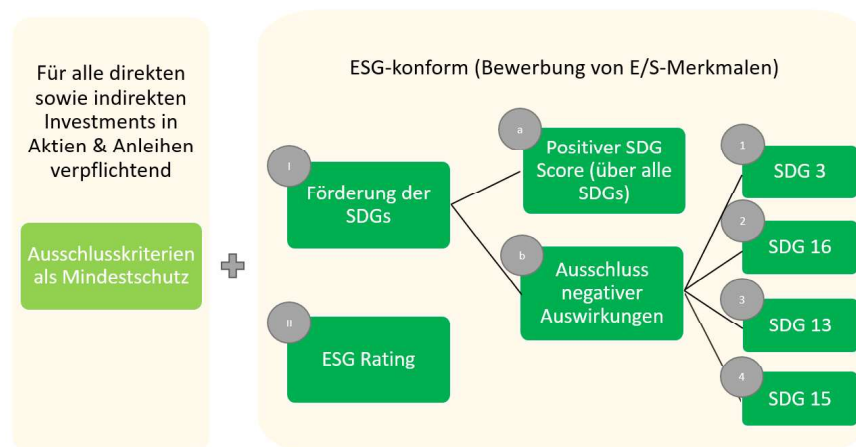 Für alle direkten
sowie indirekten
Investments in
Aktien & Anleihen
verpflichtend
Ausschlusskriterien
als Mindestschutz
ESG-konform (Bewerbung von E/S-Merkmalen)
I
Förderung der
SDGs
a
Positiver SDG
Score (über alle
SDGs)
b
Ausschluss
negativer
Auswirkungen
1
SDG 3
2
SDG 16
3
SDG 13
4
SDG 15
II
ESG Rating